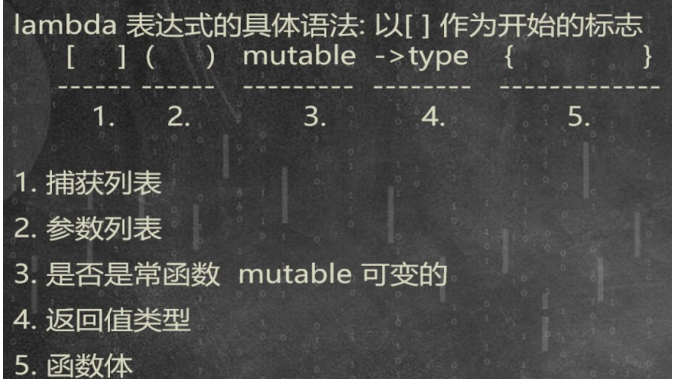 lambda 表达式的具体语法: 以[ ] 作为开始的标志
[ ] ( ) mutable ->type { }
------ ------ --------- -------- -------------
1. 2. 3. 4. 5.
1. 捕获列表
2. 参数列表
3. 是否是常函数 mutable 可变的
4. 返回值类型
5. 函数体